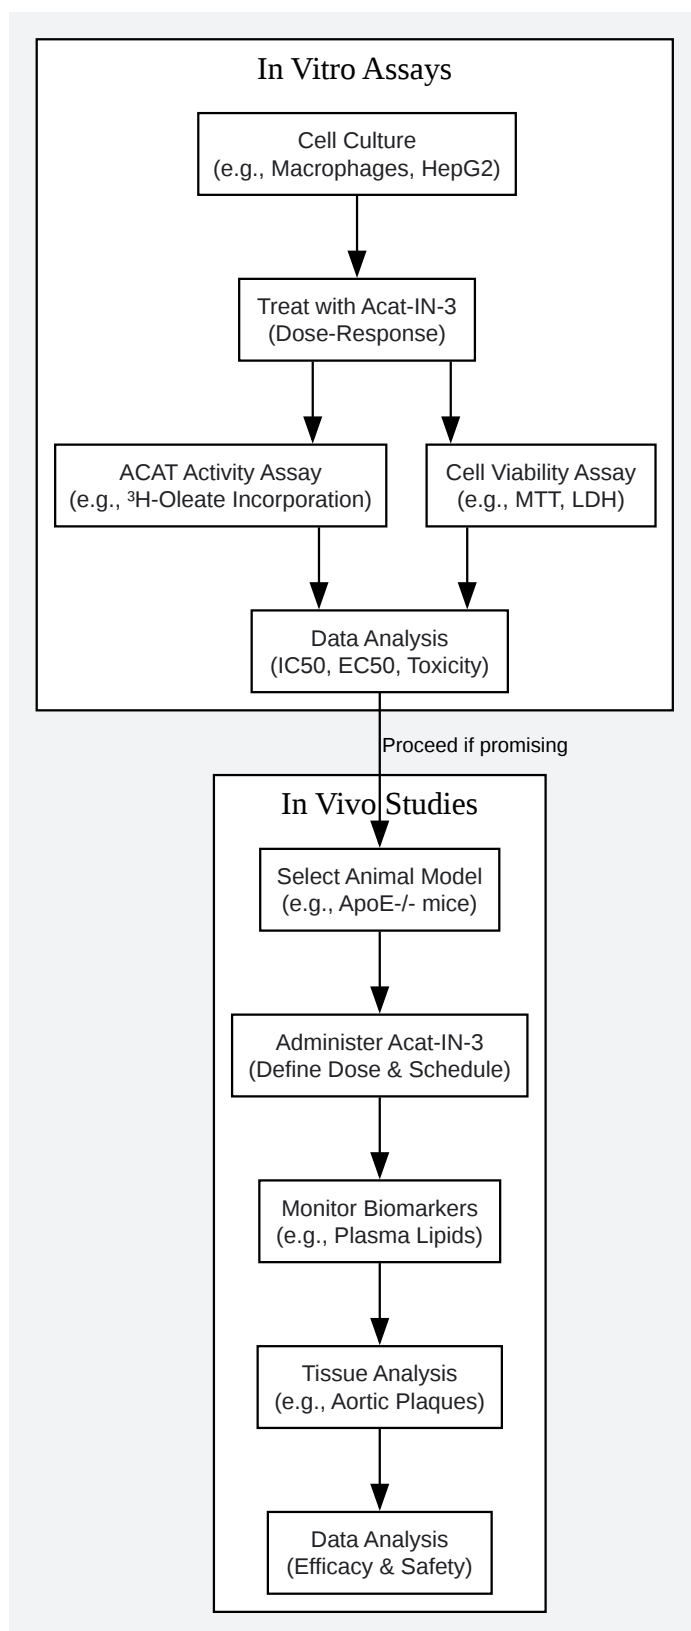 In Vitro Assays
Cell Culture
(e.g., Macrophages, HepG2)
Treat with Acat-IN-3
(Dose-Response)
ACAT Activity Assay
(e.g., ³H-Oleate Incorporation)
Cell Viability Assay
(e.g., MTT, LDH)
Data Analysis
(IC50, EC50, Toxicity)
Proceed if promising
In Vivo Studies
Select Animal Model
(e.g., ApoE-/- mice)
Administer Acat-IN-3
(Define Dose & Schedule)
Monitor Biomarkers
(e.g., Plasma Lipids)
Tissue Analysis
(e.g., Aortic Plaques)
Data Analysis
(Efficacy & Safety)